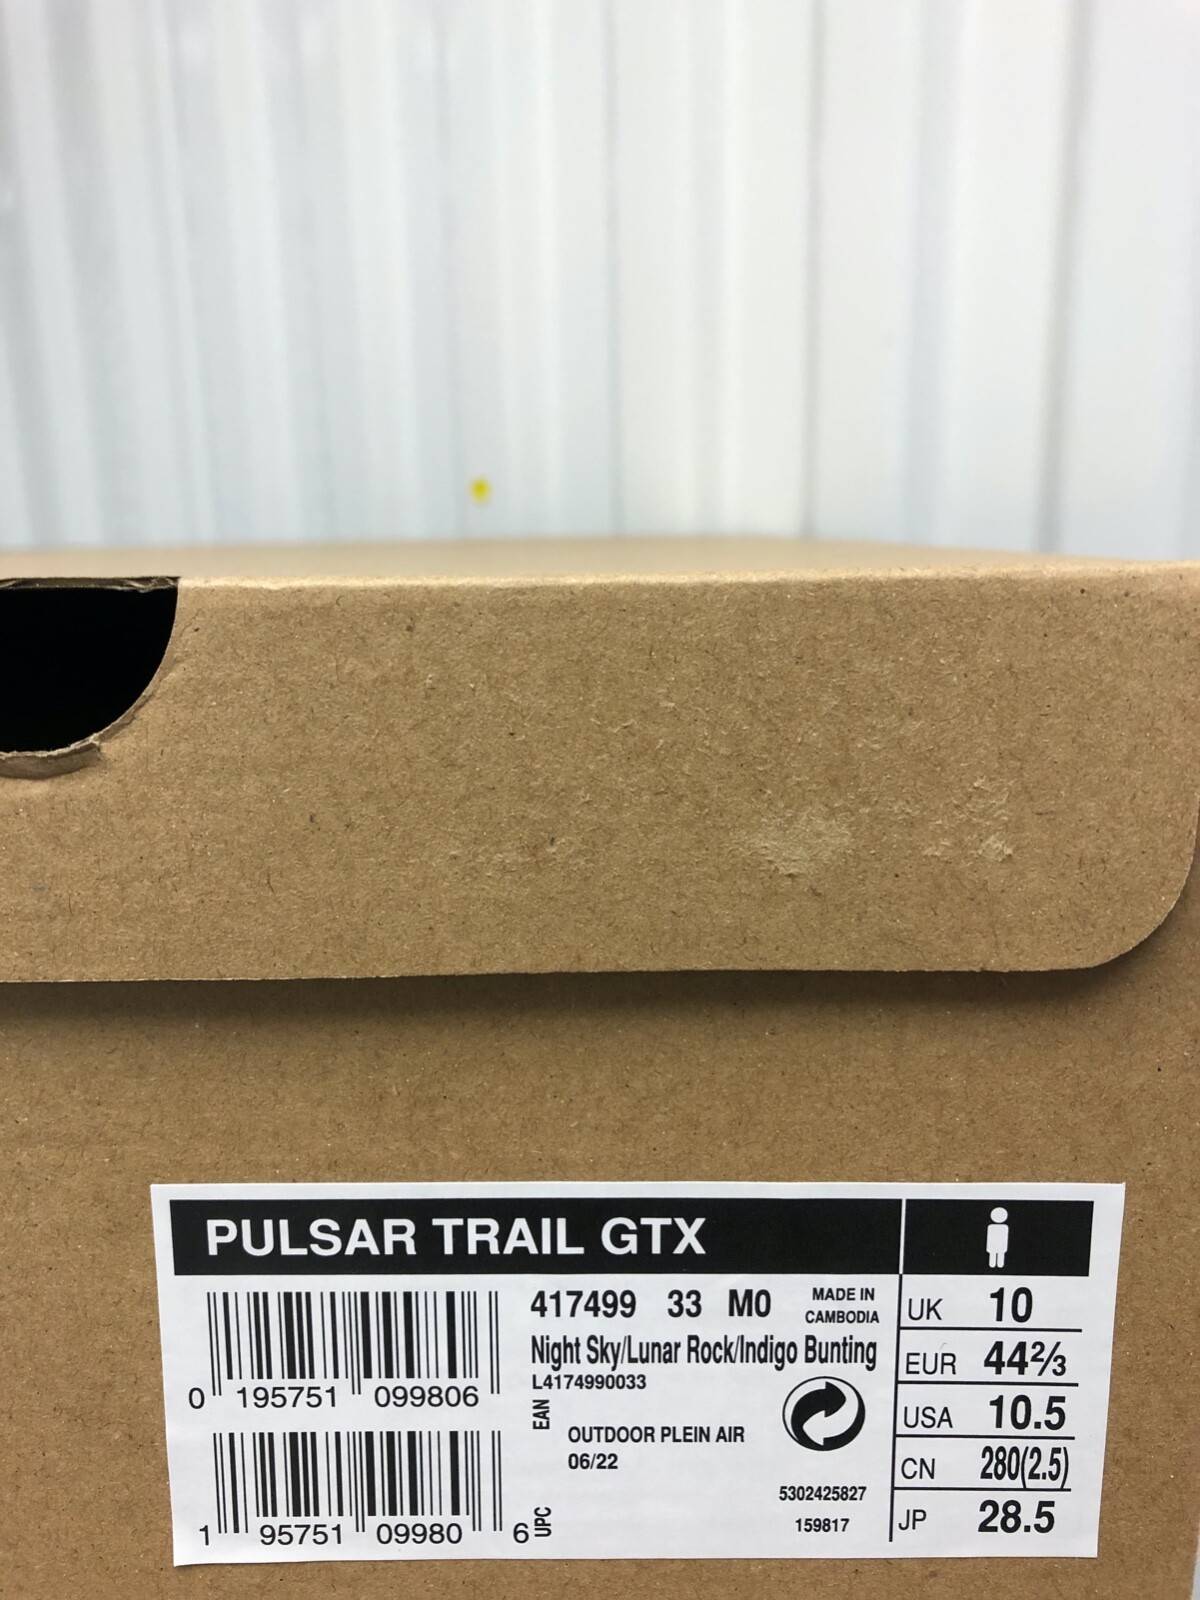 PULSAR TRAIL GTX
417499 33 M0
MADE IN
CAMBODIA
Night Sky/Lunar Rock/Indigo Bunting
L4174990033
0 195751 099806
EAN
OUTDOOR PLEIN AIR
06/22
5302425827
159817
1 95751 09980 6
UPC
UK 10
EUR 44⅔
USA 10.5
CN 280(2.5)
JP 28.5